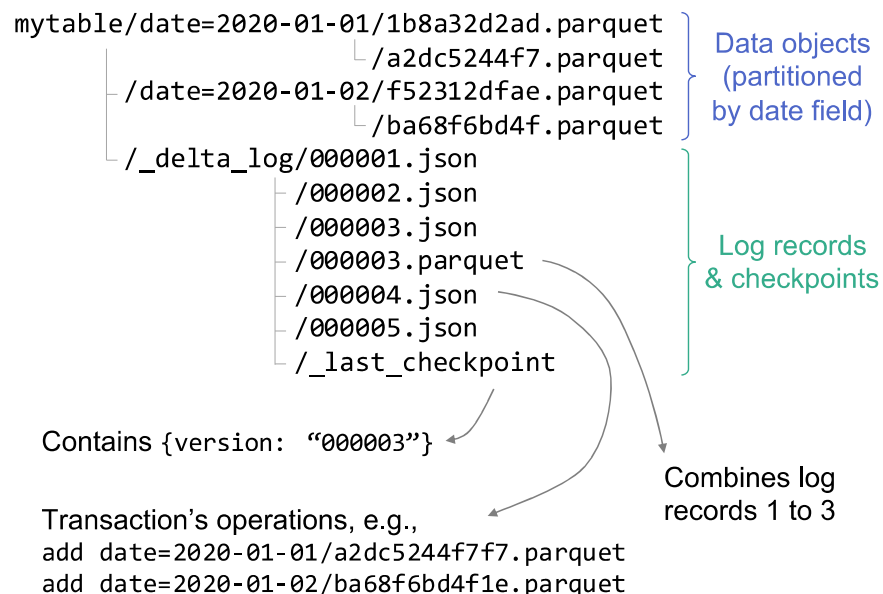 mytable/date=2020-01-01/1b8a32d2ad.parquet
/a2dc5244f7.parquet
/date=2020-01-02/f52312dfae.parquet
/ba68f6bd4f.parquet
/_delta_log/000001.json
/000002.json
/000003.json
/000003.parquet
/000004.json
/000005.json
/_last_checkpoint
Data objects
(partitioned
by date field)
Log records
& checkpoints
Contains {version: “000003”}
Combines log
records 1 to 3
Transaction’s operations, e.g.,
add date=2020-01-01/a2dc5244f7f7.parquet
add date=2020-01-02/ba68f6bd4f1e.parquet